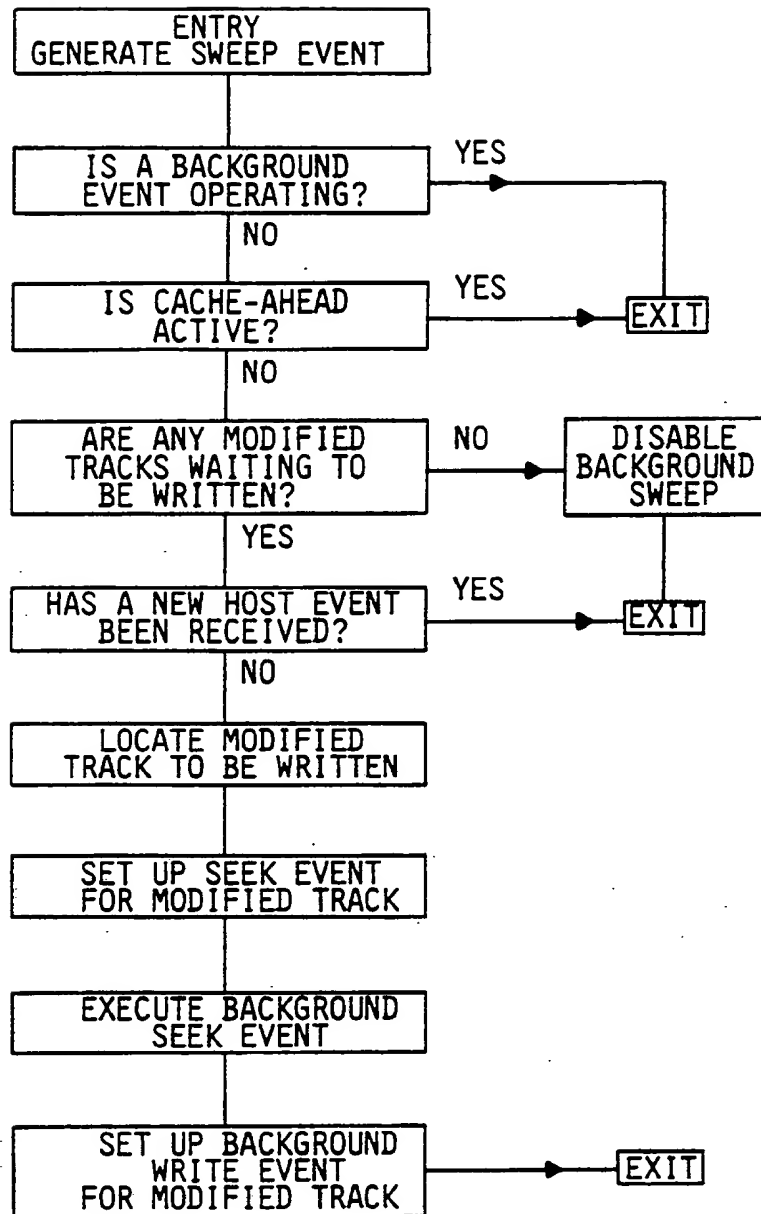 ENTRY
GENERATE SWEEP EVENT
IS A BACKGROUND
EVENT OPERATING?
YES
NO
IS CACHE-AHEAD
ACTIVE?
YES
EXIT
NO
ARE ANY MODIFIED
TRACKS WAITING TO
BE WRITTEN?
NO
DISABLE
BACKGROUND
SWEEP
YES
HAS A NEW HOST EVENT
BEEN RECEIVED?
YES
EXIT
NO
LOCATE MODIFIED
TRACK TO BE WRITTEN
SET UP SEEK EVENT
FOR MODIFIED TRACK
EXECUTE BACKGROUND
SEEK EVENT
SET UP BACKGROUND
WRITE EVENT
FOR MODIFIED TRACK
EXIT